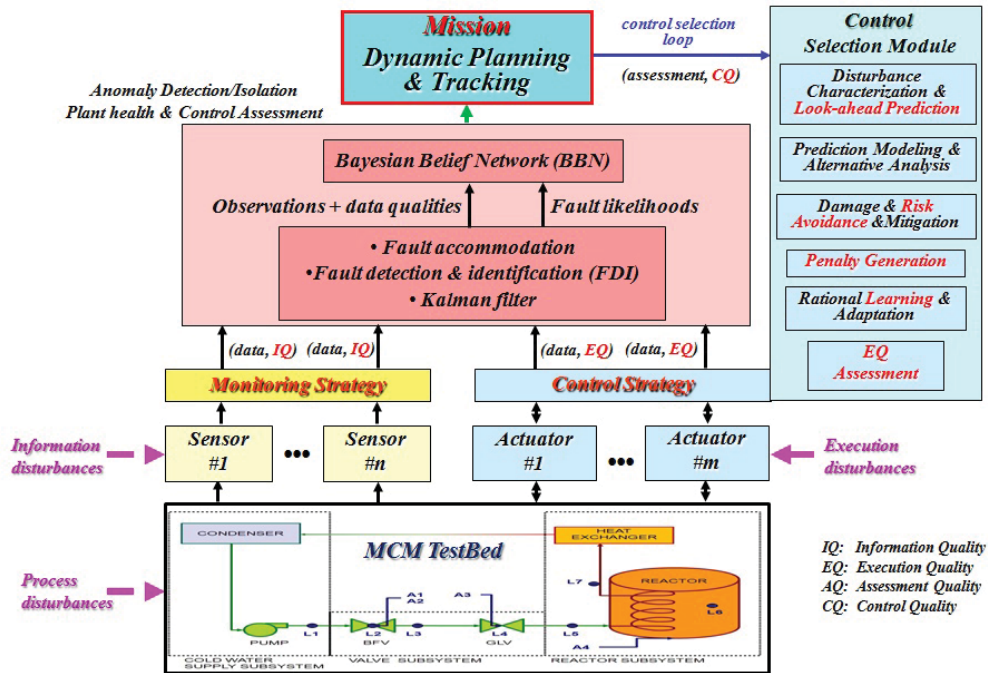 Mission
Dynamic Planning
& Tracking
control selection
loop
(assessment, CQ)
Control
Selection Module
Disturbance
Characterization &
Look-ahead Prediction
Prediction Modeling &
Alternative Analysis
Damage & Risk
Avoidance &Mitigation
Penalty Generation
Rational Learning &
Adaptation
EQ
Assessment
Anomaly Detection/Isolation
Plant health & Control Assessment
Bayesian Belief Network (BBN)
Observations + data qualities
Fault likelihoods
• Fault accommodation
•Fault detection & identification (FDI)
• Kalman filter
(data, IQ)
(data, IQ)
(data, EQ)
(data, EQ)
Monitoring Strategy
Control Strategy
Information
disturbances
Sensor
#1
•••
Sensor
#n
Actuator
#1
•••
Actuator
#m
Execution
disturbances
Process
disturbances
MCM TestBed
CONDENSER
HEAT
EXCHANGER
REACTOR
L7
L6
A1
A2
A3
L1
L2
L3
L4
L5
PUMP
BFV
GLV
A4
COLD WATER
SUPPLY SUBSYSTEM
VALVE SUBSYSTEM
REACTOR SUBSYSTEM
IQ: Information Quality
EQ: Execution Quality
AQ: Assessment Quality
CQ: Control Quality